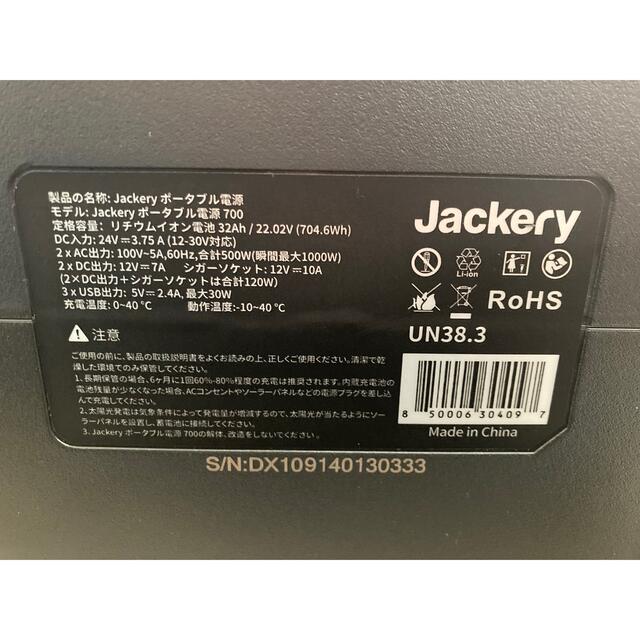 製品の名称: Jackery ポータブル電源
モデル: Jackery ポータブル電源 700
定格容量: リチウムイオン電池 32Ah / 22.02V (704.6Wh)
DC入力: 24V⎓3.75 A (12-30V対応)
2 x AC出力: 100V~5A,60Hz,合計500W(瞬間最大1000W)
2 x DC出力: 12V⎓7A シガーソケット: 12V⎓10A
(2×DC出力+シガーソケットは合計120W)
3 x USB出力: 5V⎓2.4A, 最大30W
充電温度: 0~40 ℃ 動作温度: -10~40 ℃
注意
ご使用の前に、製品の取扱説明書をよくお読みの上、正しくご使用ください。清潔で乾
燥した環境でのみ保管してください。
1. 長期保管の場合、6ヶ月に1回60%-80%程度の充電は推奨されます。内蔵充電池の
電池残量が少なくなった場合、ACコンセントやソーラーパネルなどの電源プラグを差し込
んで充電してください。
2. 太陽光発電は気象条件によって発電量が増減するので、太陽光が当たるようにソー
ラーパネルを設置し、蓄電池に接続してください。
3. Jackery ポータブル電源 700の解体、改造をしないでください。
Jackery
Li-ion
RoHS
UN38.3
8 50006 30409 7
Made in China
S/N:DX109140130333